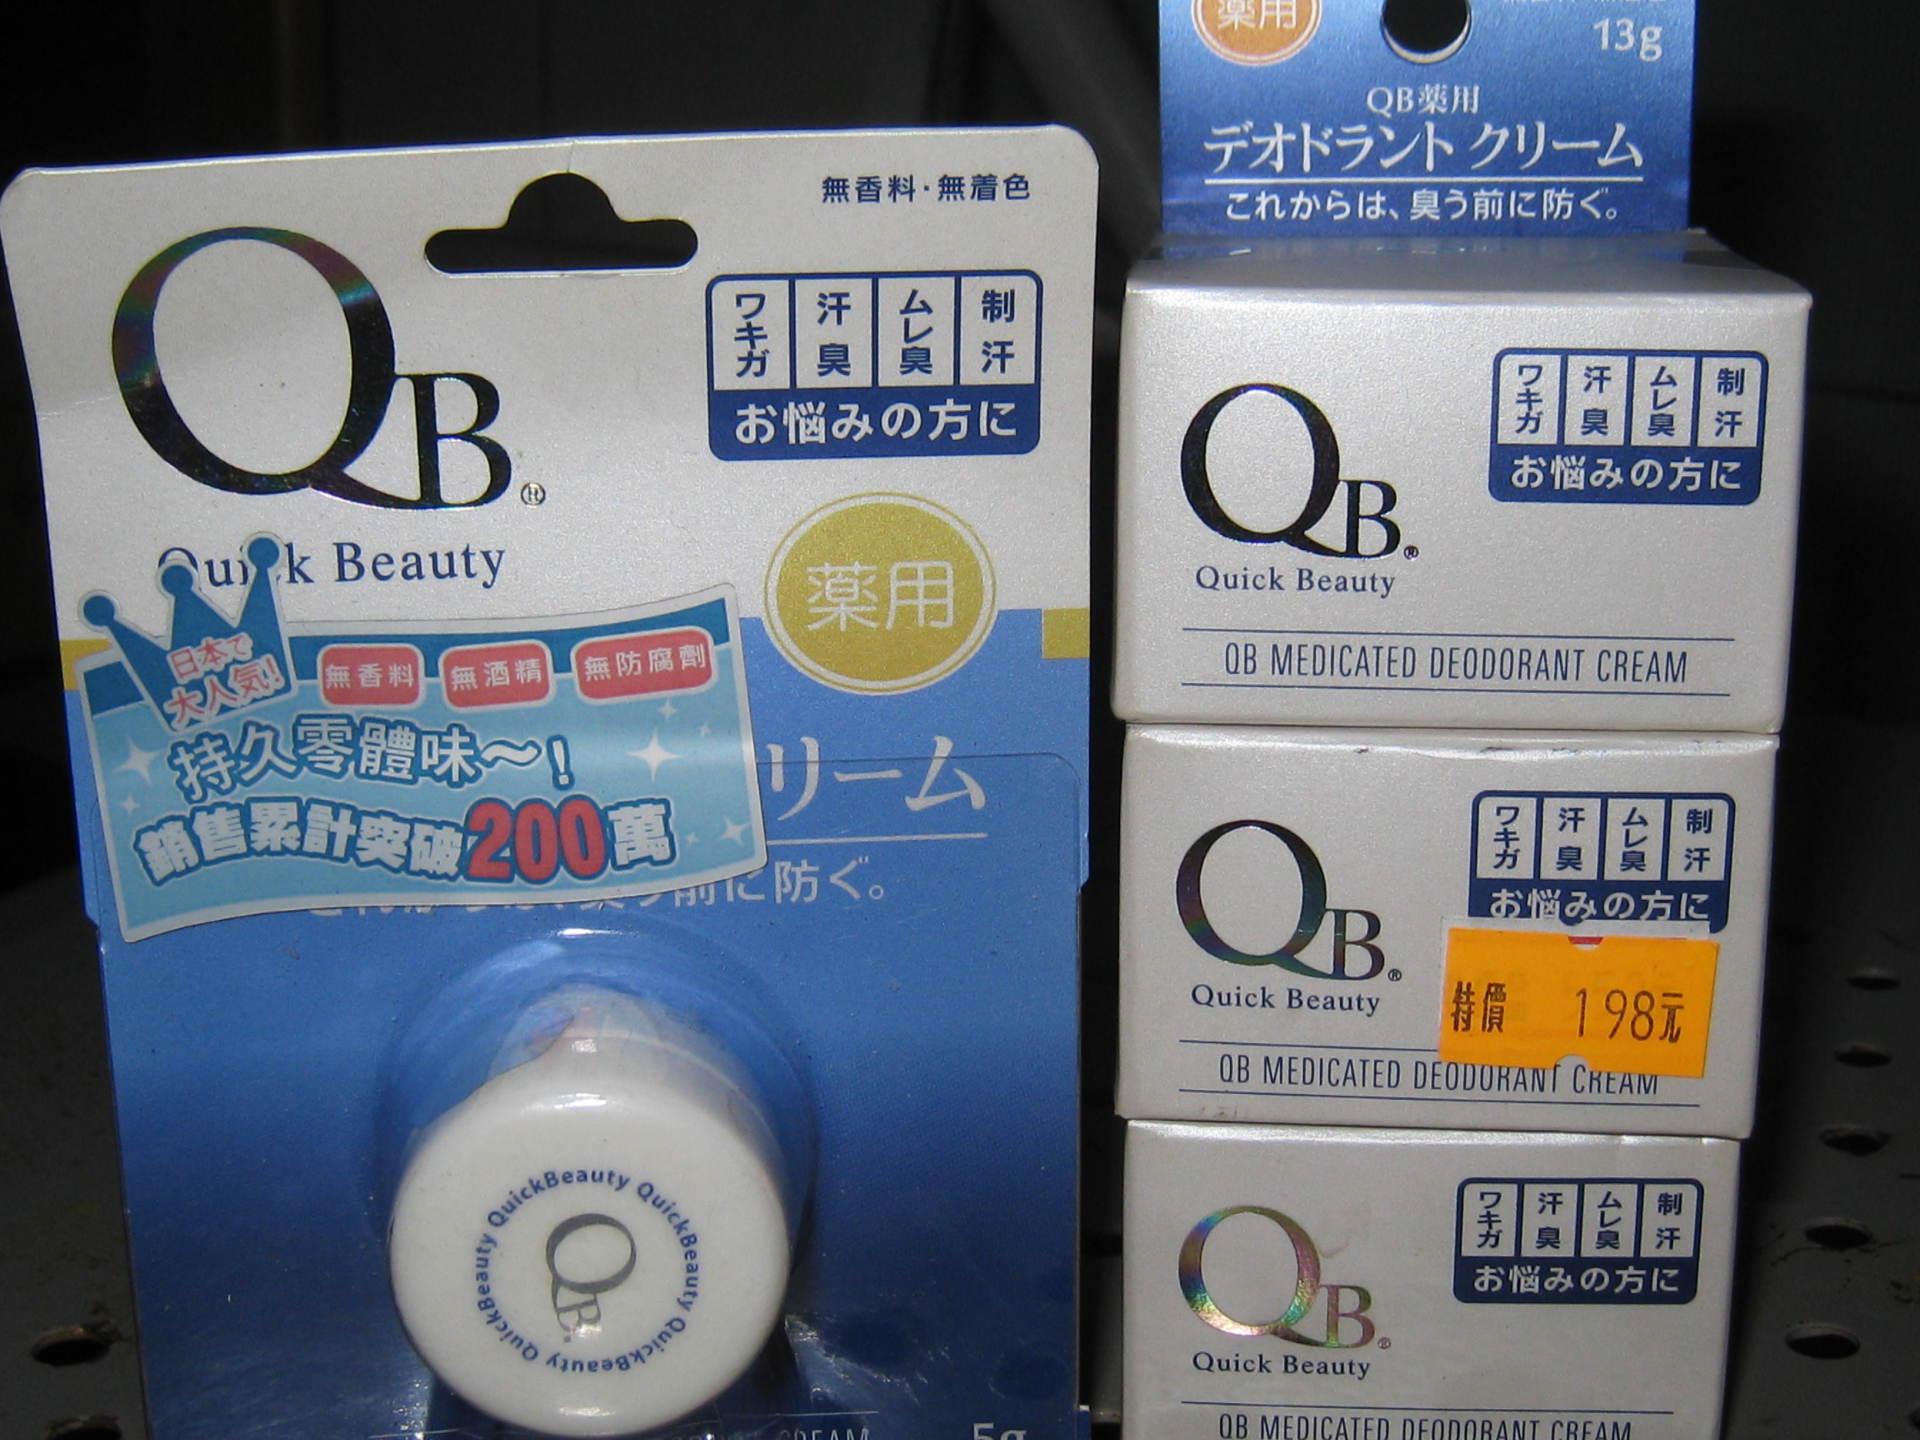 無香料・無着色
QB®
ワキガ 汗臭 ムレ臭 制汗
お悩みの方に
Beauty
薬用
日本で
大人気!
無香料 無酒精 無防腐劑
持久零體味～!
銷售累計突破200萬
リーム
前に防ぐ。
QuickBeauty QuickBeauty QuickBeauty QuickBeauty
QB
CREAM
5g
薬用
13g
QB薬用
デオドラント クリーム
これからは、臭う前に防ぐ。
ワキガ 汗臭 ムレ臭 制汗
お悩みの方に
QB®
Quick Beauty
QB MEDICATED DEODORANT CREAM
ワキガ 汗臭 ムレ臭 制汗
お悩みの方に
QB®
Quick Beauty
特價 198元
QB MEDICATED DEODORANT CREAM
ワキガ 汗臭 ムレ臭 制汗
お悩みの方に
QB®
Quick Beauty
QB MEDICATED DEODORANT CREAM